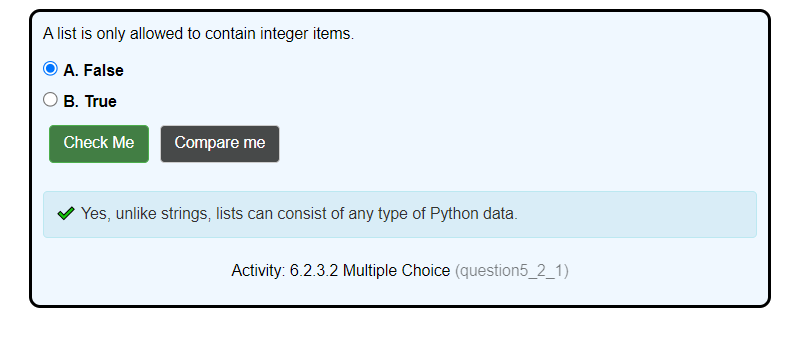 A list is only allowed to contain integer items.
A. False
B. True
Check Me Compare me
Yes, unlike strings, lists can consist of any type of Python data.
Activity: 6.2.3.2 Multiple Choice (question5_2_1)